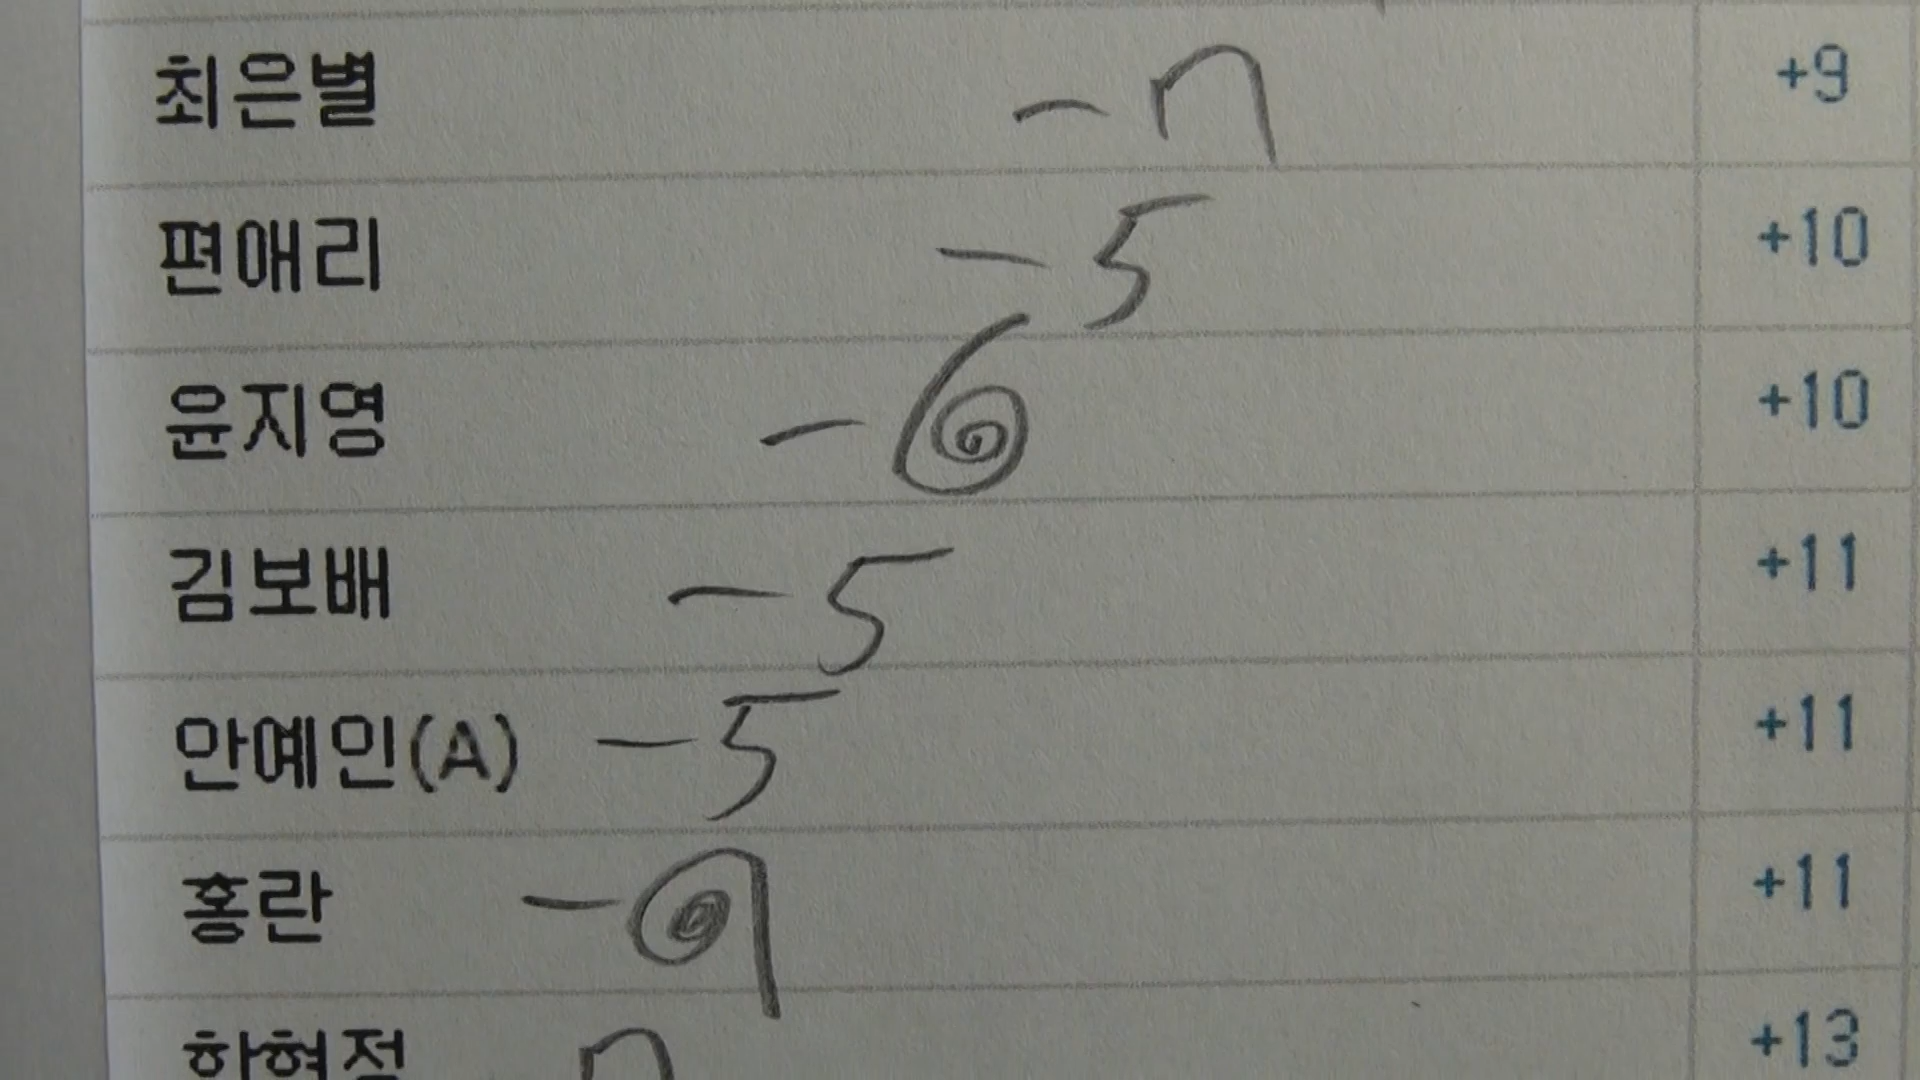 최은별 -7 +9
편애리 -5 +10
윤지영 -6 +10
김보배 -5 +11
안예인(A) -5 +11
홍란 -9 +11
7 +13